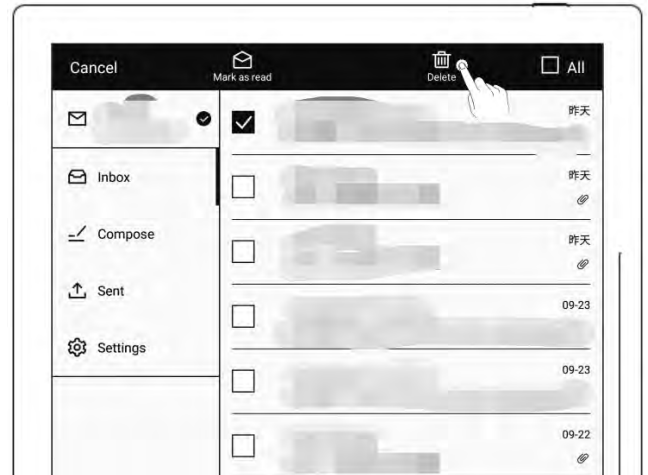 Cancel
Mark as read
Delete
All
昨天
Inbox
昨天
Compose
昨天
Sent
09-23
Settings
09-23
09-22